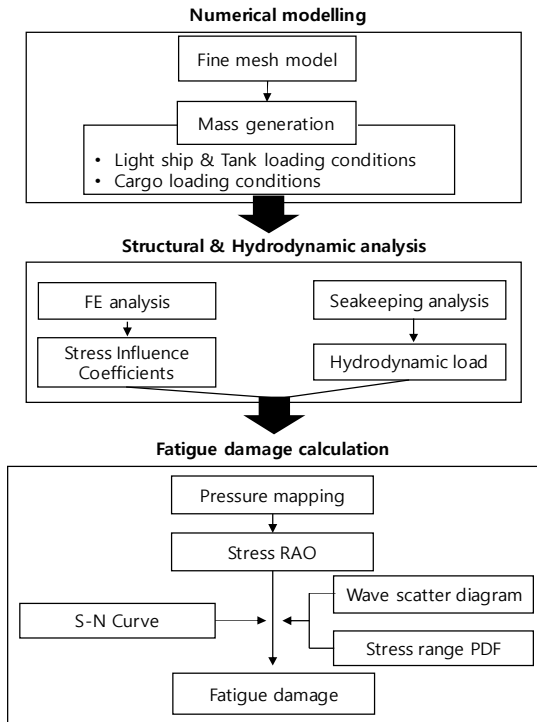 Numerical modelling
Fine mesh model
Mass generation
• Light ship & Tank loading conditions
• Cargo loading conditions
Structural & Hydrodynamic analysis
FE analysis
Stress Influence
Coefficients
Seakeeping analysis
Hydrodynamic load
Fatigue damage calculation
Pressure mapping
Stress RAO
S-N Curve
Wave scatter diagram
Stress range PDF
Fatigue damage